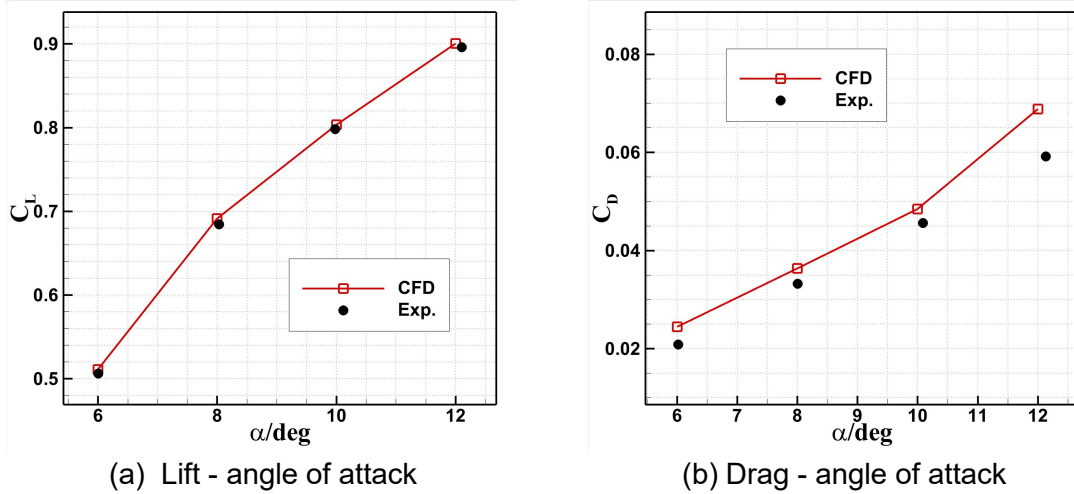 0.9
0.8
0.7
0.6
0.5
C_L
CFD
Exp.
6 8 10 12
α/deg
(a) Lift - angle of attack
0.08
0.06
0.04
0.02
C_D
CFD
Exp.
6 7 8 9 10 11 12
α/deg
(b) Drag - angle of attack